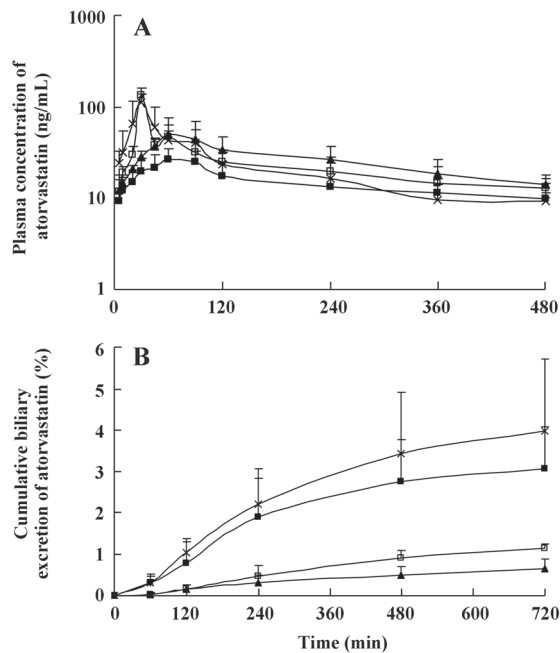 A
Plasma concentration of
atorvastatin (ng/mL)
1000
100
10
1
0 120 240 360 480
B
Cumulative biliary
excretion of atorvastatin (%)
6
5
4
3
2
1
0
0 120 240 360 480 600 720
Time (min)